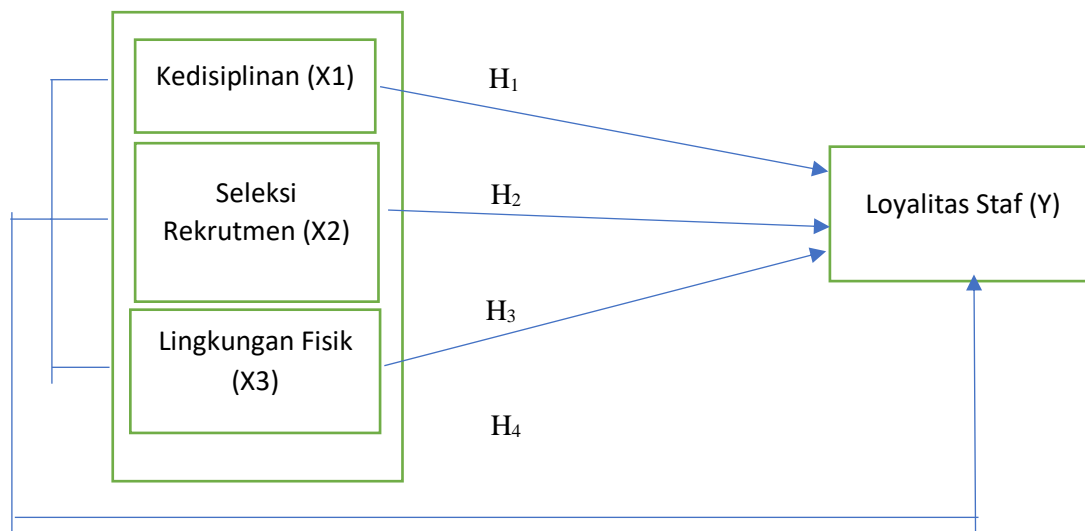 Kedisiplinan (X1)
H₁
Seleksi
Rekrutmen (X2)
H₂
Loyalitas Staf (Y)
Lingkungan Fisik
(X3)
H₃
H₄